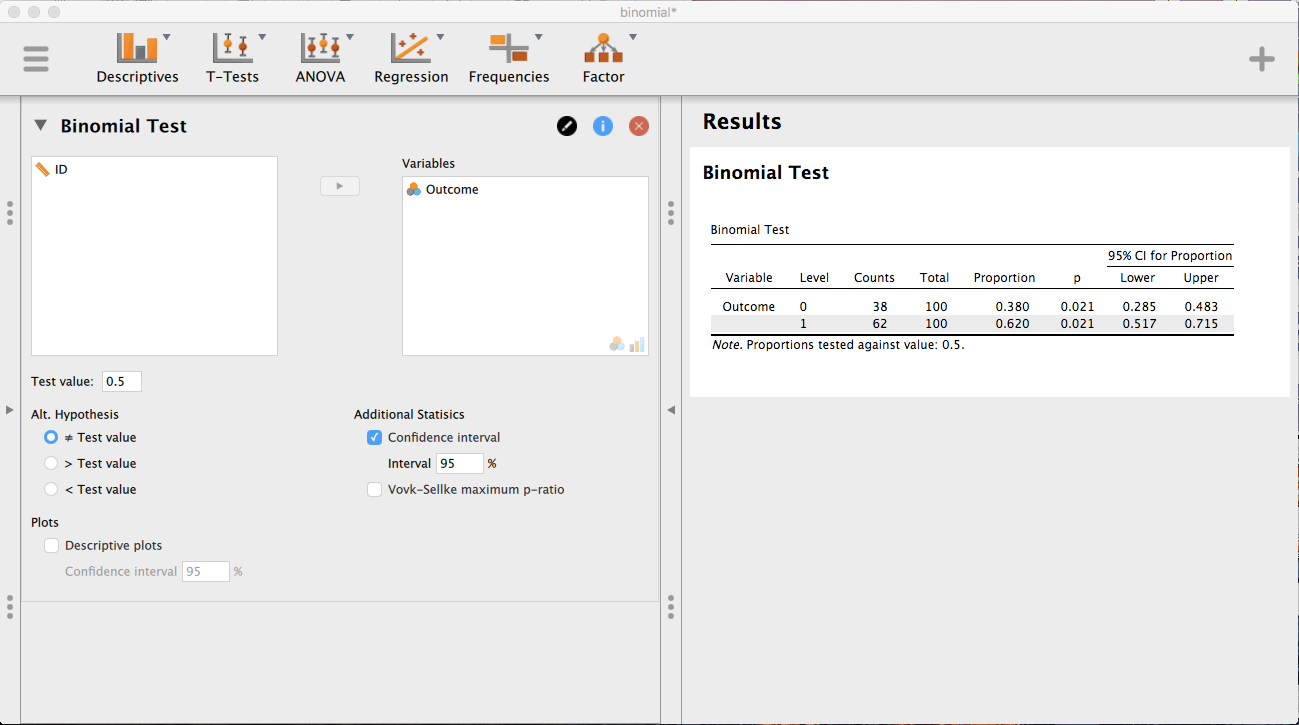 binomial*
Descriptives T-Tests ANOVA Regression Frequencies Factor
Binomial Test
ID
Variables
Outcome
Test value: 0.5
Alt. Hypothesis
≠ Test value
> Test value
< Test value
Additional Statisics
Confidence interval
Interval 95 %
Vovk-Sellke maximum p-ratio
Plots
Descriptive plots
Confidence interval 95 %
Results
Binomial Test
Binomial Test
95% CI for Proportion
Variable Level Counts Total Proportion p Lower Upper
Outcome 0 38 100 0.380 0.021 0.285 0.483
1 62 100 0.620 0.021 0.517 0.715
Note. Proportions tested against value: 0.5.